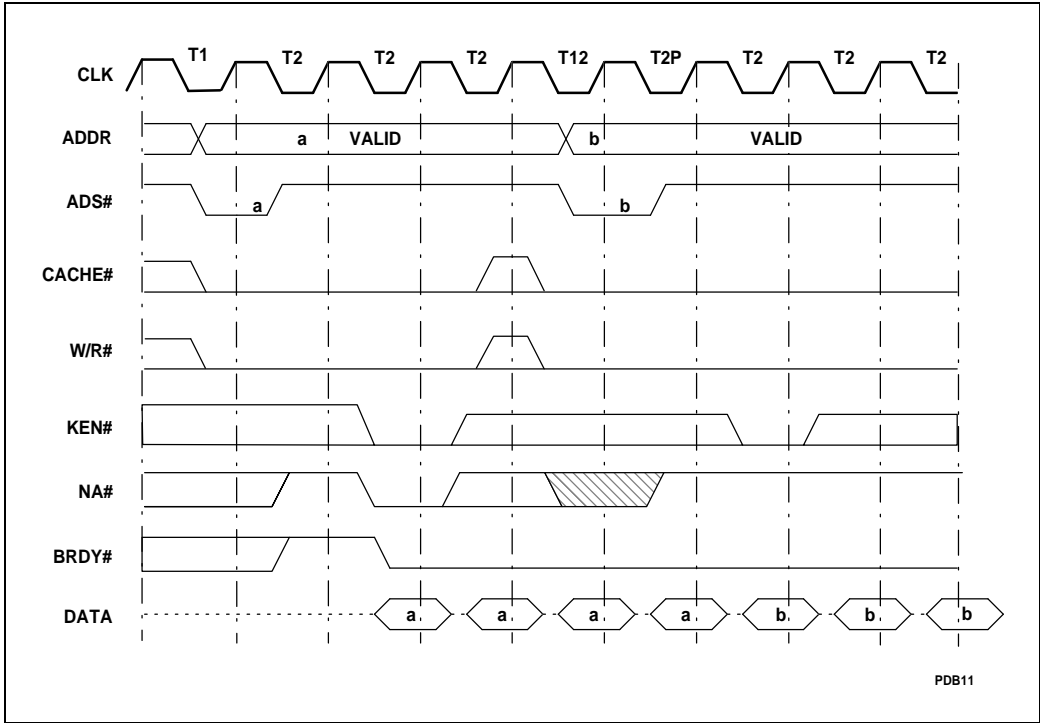 T1 T2 T2 T2 T12 T2P T2 T2 T2
CLK
ADDR a VALID b VALID
ADS# a b
CACHE#
W/R#
KEN#
NA#
BRDY#
DATA a a a a b b b
PDB11